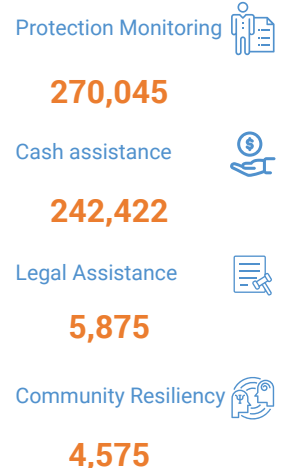 Protection Monitoring
270,045
Cash assistance
242,422
Legal Assistance
5,875
Community Resiliency
4,575